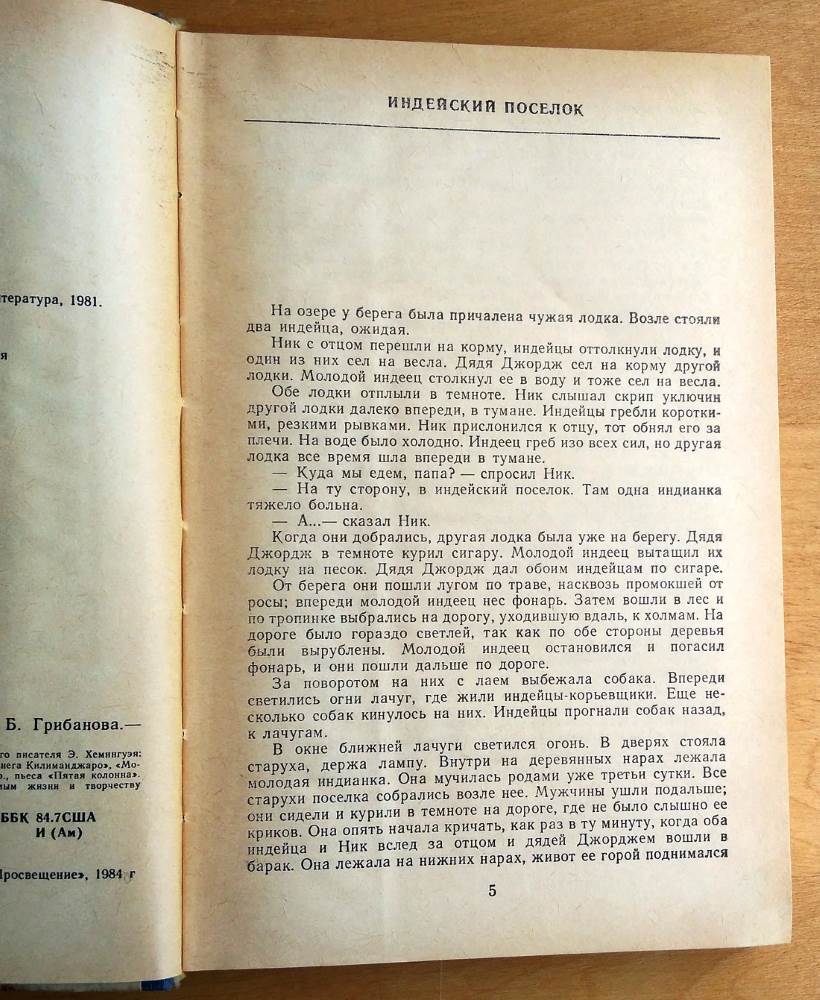 тература, 1981.
я
Б. Грибанова.—
го писателя Э. Хемингуэя:
нега Килиманджаро», «Мо-
р., пьеса «Пятая колонна».
мым жизни и творчеству
ББК 84.7США
И (Ам)
Просвещение», 1984 г
ИНДЕЙСКИЙ ПОСЕЛОК
На озере у берега была причалена чужая лодка. Возле стояли
два индейца, ожидая.
Ник с отцом перешли на корму, индейцы оттолкнули лодку, и
один из них сел на весла. Дядя Джордж сел на корму другой
лодки. Молодой индеец столкнул ее в воду и тоже сел на весла.
Обе лодки отплыли в темноте. Ник слышал скрип уключин
другой лодки далеко впереди, в тумане. Индейцы гребли коротки-
ми, резкими рывками. Ник прислонился к отцу, тот обнял его за
плечи. На воде было холодно. Индеец греб изо всех сил, но другая
лодка все время шла впереди в тумане.
— Куда мы едем, папа? — спросил Ник.
— На ту сторону, в индейский поселок. Там одна индианка
тяжело больна.
— А...— сказал Ник.
Когда они добрались, другая лодка была уже на берегу. Дядя
Джордж в темноте курил сигару. Молодой индеец вытащил их
лодку на песок. Дядя Джордж дал обоим индейцам по сигаре.
От берега они пошли лугом по траве, насквозь промокшей от
росы; впереди молодой индеец нес фонарь. Затем вошли в лес и
по тропинке выбрались на дорогу, уходившую вдаль, к холмам. На
дороге было гораздо светлей, так как по обе стороны деревья
были вырублены. Молодой индеец остановился и погасил
фонарь, и они пошли дальше по дороге.
За поворотом на них с лаем выбежала собака. Впереди
светились огни лачуг, где жили индейцы-корьевщики. Еще не-
сколько собак кинулось на них. Индейцы прогнали собак назад,
к лачугам.
В окне ближней лачуги светился огонь. В дверях стояла
старуха, держа лампу. Внутри на деревянных нарах лежала
молодая индианка. Она мучилась родами уже третьи сутки. Все
старухи поселка собрались возле нее. Мужчины ушли подальше;
они сидели и курили в темноте на дороге, где не было слышно ее
криков. Она опять начала кричать, как раз в ту минуту, когда оба
индейца и Ник вслед за отцом и дядей Джорджем вошли в
барак. Она лежала на нижних нарах, живот ее горой поднимался
5